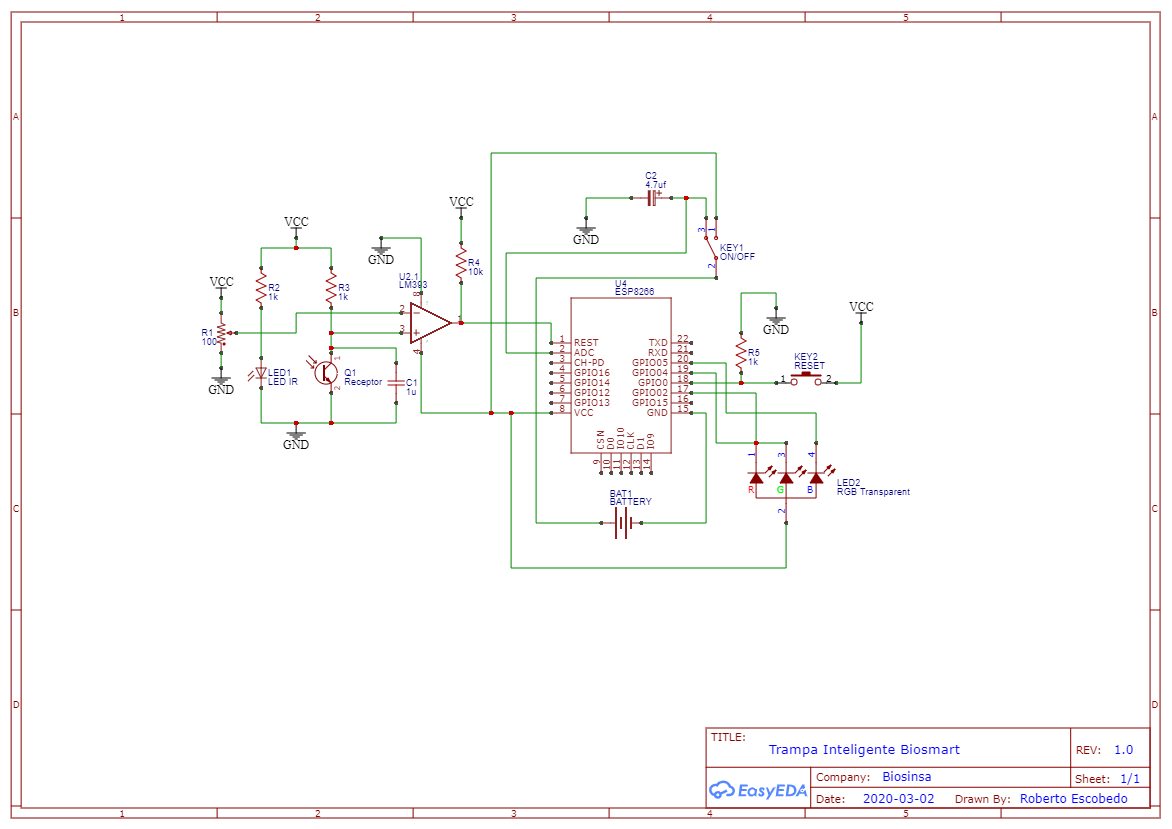 1 2 3 4 5
A A
B B
C C
D D
C2
4.7uf
VCC
GND
3 1
2
KEY1
ON/OFF
VCC
R2
1k
R3
1k
VCC
R1
100
GND
LED1
LED IR
Q1
Receptor
1
2
C1
1u
GND
GND
U2.1
LM393
8
2
3
1
4
R4
10k
U4
ESP8266
1 REST
2 ADC
3 CH-PD
4 GPIO16
5 GPIO14
6 GPIO12
7 GPIO13
8 VCC
TXD 22
RXD 21
GPIO05 20
GPIO04 19
GPIO0 18
GPIO02 17
GPIO15 16
GND 15
CSN D0 IO10 CLK D1 IO9
9 10 11 12 13 14
BAT1
BATTERY
GND
R5
1k
KEY2
RESET
1 2
VCC
1 3 4
R G B
2
LED2
RGB Transparent
TITLE:
Trampa Inteligente Biosmart
REV: 1.0
EasyEDA
Company: Biosinsa
Sheet: 1/1
Date: 2020-03-02 Drawn By: Roberto Escobedo
1 2 3 4 5